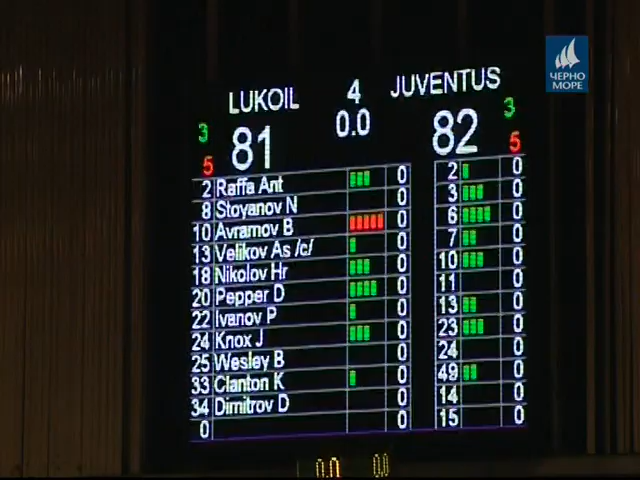 ЧЕРНО
МОРЕ
LUKOIL 4 JUVENTUS
3 81 0.0 82 3
5 5
2 Raffa Ant 0 2 0
8 Stoyanov N 0 3 0
10 Avramov B 0 6 0
13 Velikov As /c/ 0 7 0
18 Nikolov Hr 0 10 0
20 Pepper D 0 11 0
22 Ivanov P 0 13 0
24 Knox J 0 23 0
25 Wesley B 0 24 0
33 Clanton K 0 49 0
34 Dimitrov D 0 14 0
0 0 15 0
0.0 00